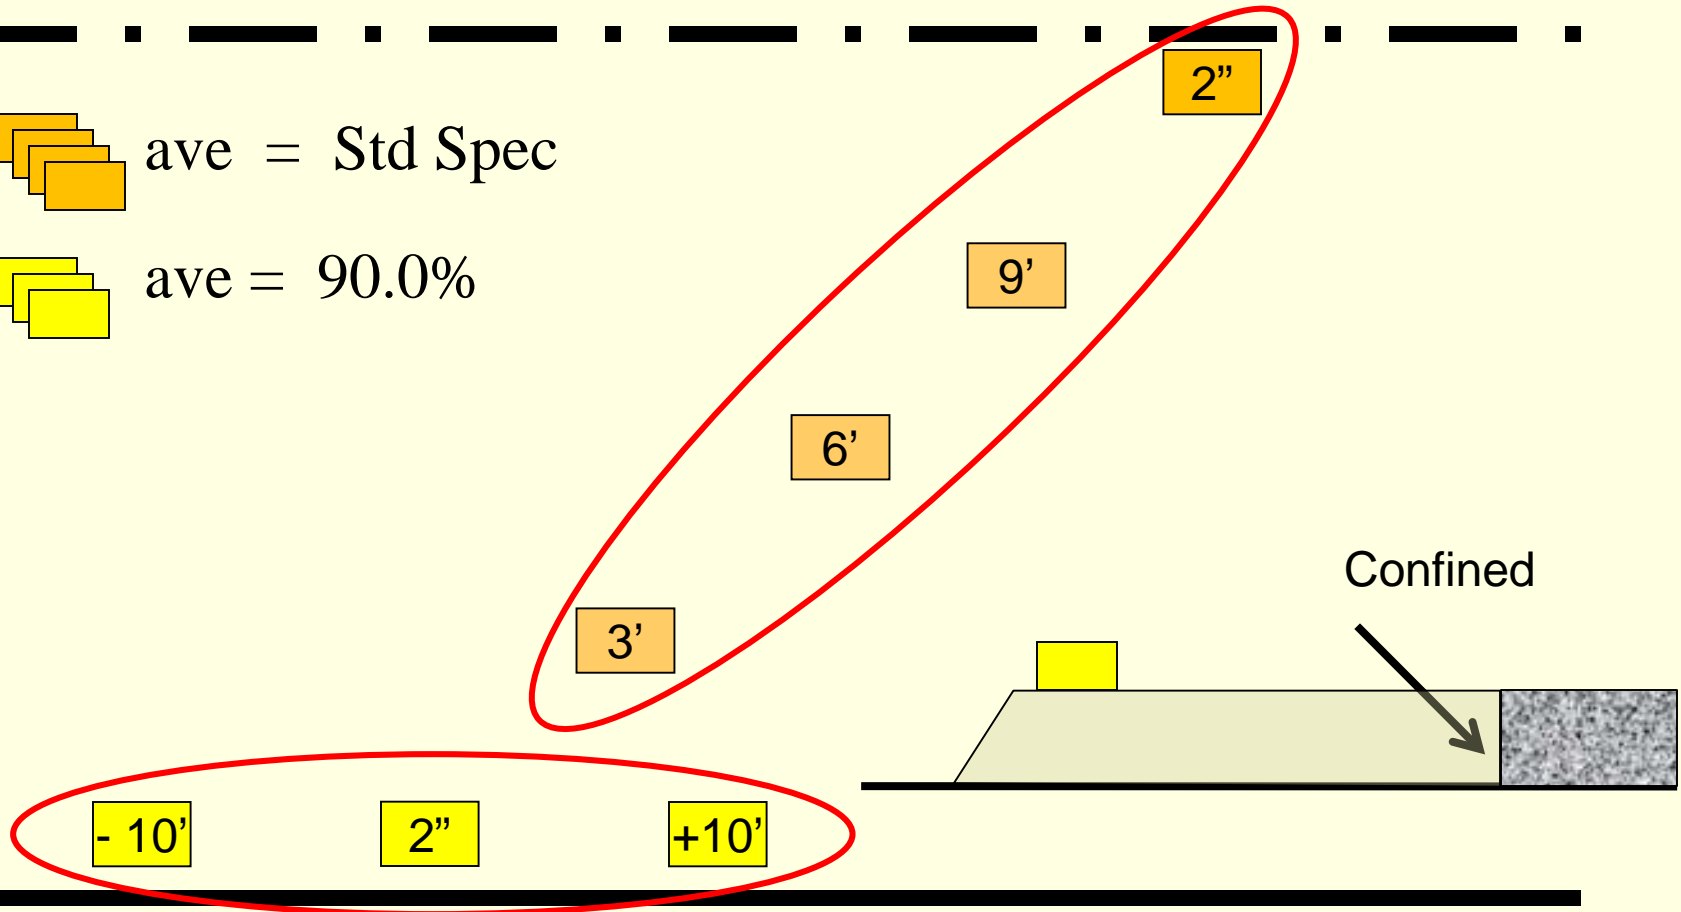 2”
ave = Std Spec
9’
ave = 90.0%
6’
Confined
3’
- 10’
2”
+10’